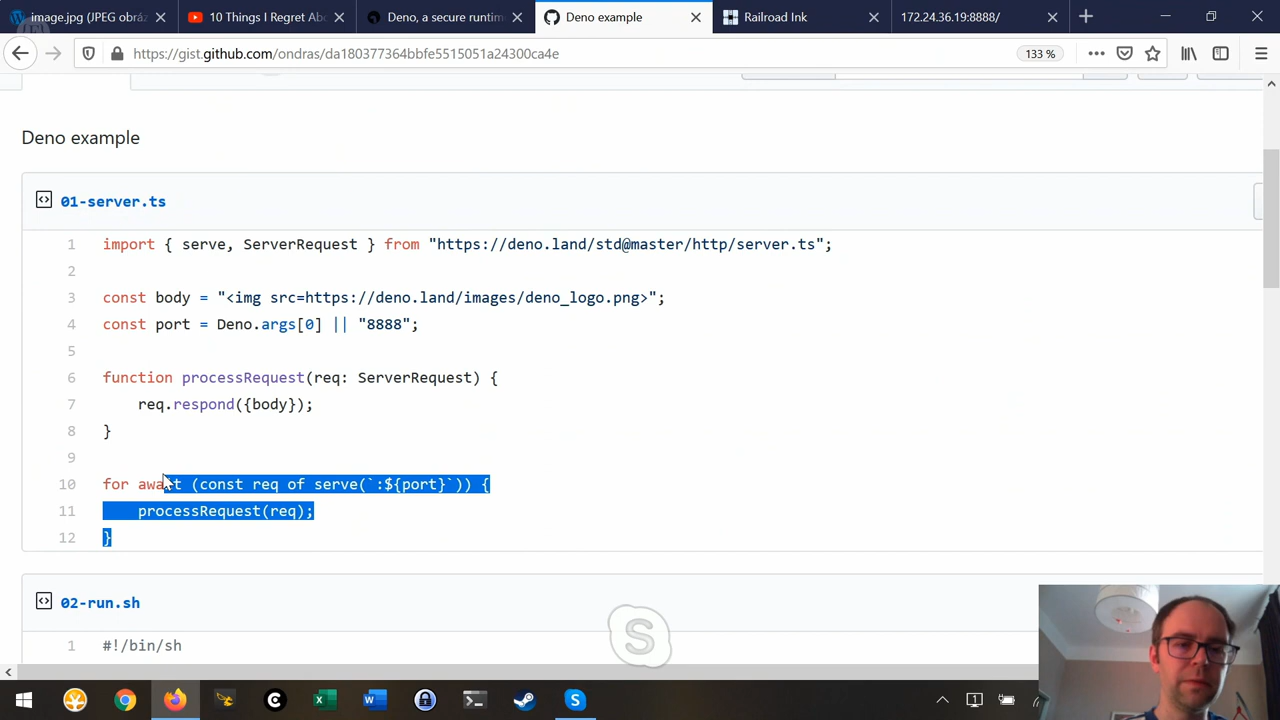 image.jpg (JPEG obráz
10 Things I Regret Abo
Deno, a secure runtim
Deno example
Railroad Ink
172.24.36.19:8888/
https://gist.github.com/ondras/da180377364bbfe5515051a24300ca4e
133 %
Deno example
01-server.ts
1 import { serve, ServerRequest } from "https://deno.land/std@master/http/server.ts";
2
3 const body = "<img src=https://deno.land/images/deno_logo.png>";
4 const port = Deno.args[0] || "8888";
5
6 function processRequest(req: ServerRequest) {
7 req.respond({body});
8 }
9
10 for await (const req of serve(`:${port}`)) {
11 processRequest(req);
12 }
02-run.sh
1 #!/bin/sh